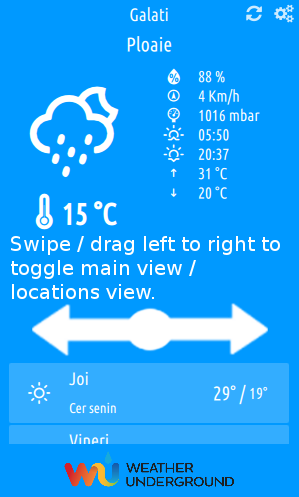 Galati
Ploaie
%
88 %
4 Km/h
1016 mbar
05:50
20:37
31 °C
20 °C
15 °C
Swipe / drag left to right to
toggle main view /
locations view.
Joi
29° / 19°
Cer senin
Vineri
WU WEATHER
UNDERGROUND